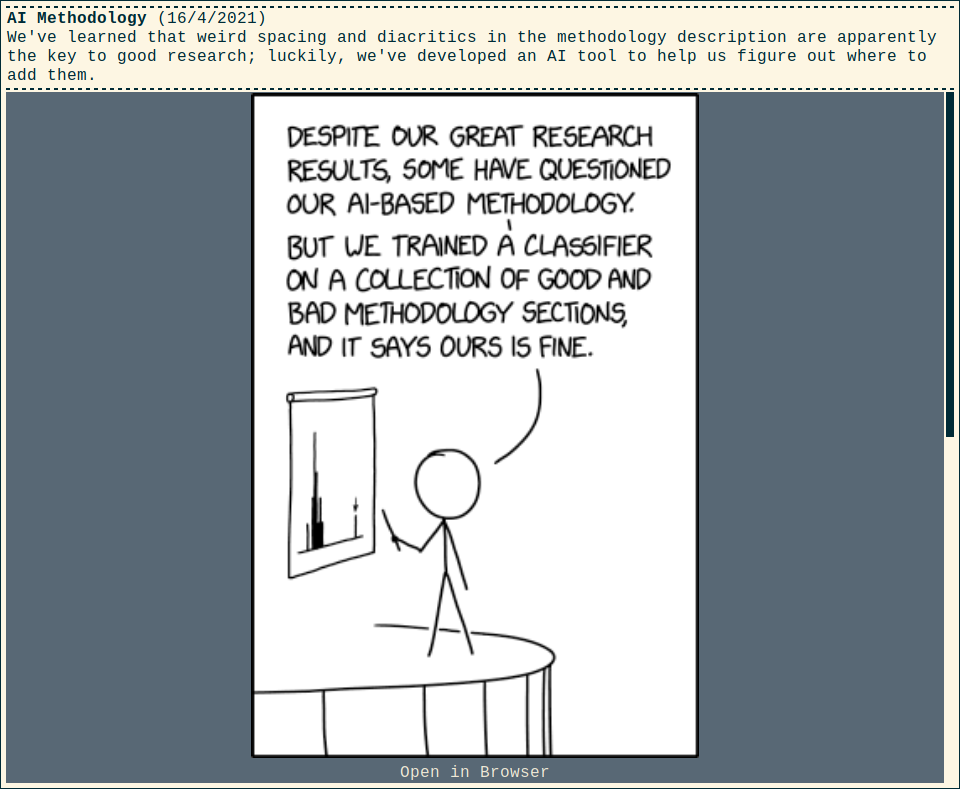 AI Methodology (16/4/2021)
We've learned that weird spacing and diacritics in the methodology description are apparently
the key to good research; luckily, we've developed an AI tool to help us figure out where to
add them.
DESPITE OUR GREAT RESEARCH
RESULTS, SOME HAVE QUESTIONED
OUR AI-BASED METHODOLOGY.
BUT WE TRAINED À CLASSIFIER
ON A COLLECTION OF GOOD AND
BAD METHODOLOGY SECTIONS,
AND IT SAYS OURS IS FINE.
Open in Browser